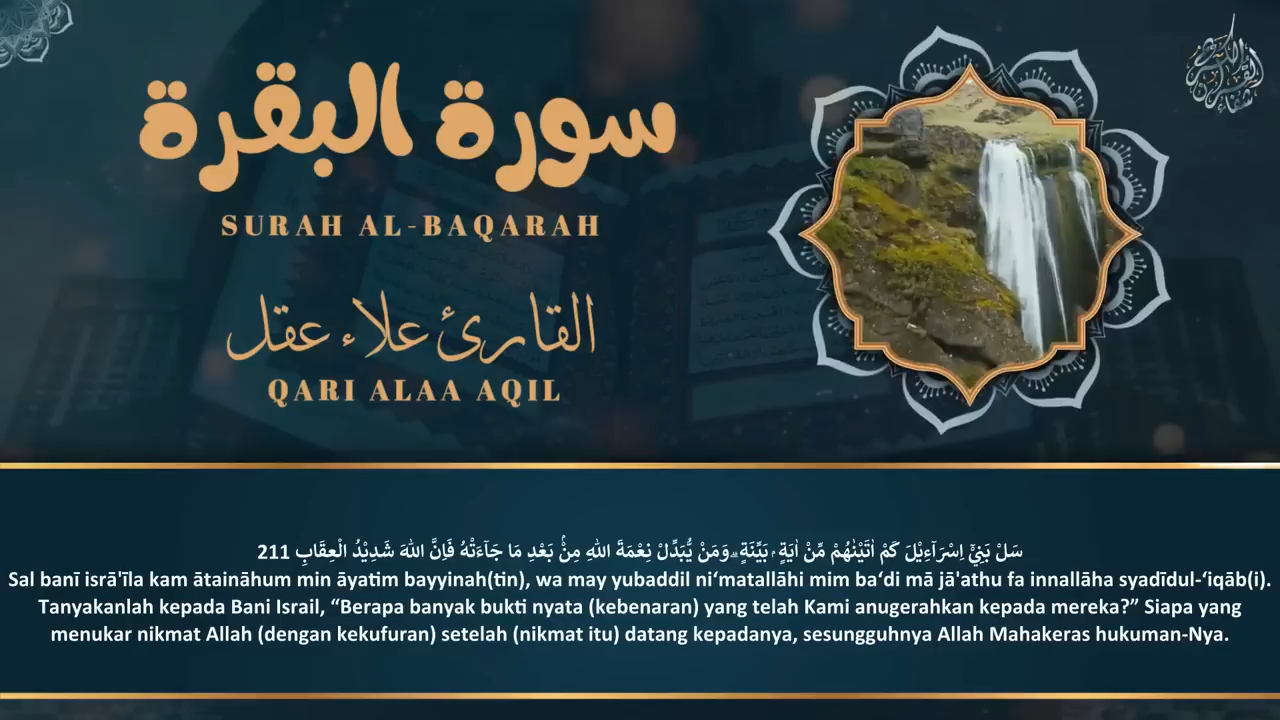 سورة البقرة
SURAH AL-BAQARAH
القارئ علاء عقل
QARI ALAA AQIL
سَلْ بَنِيْٓ اِسْرَاۤءِيْلَ كَمْ اٰتَيْنٰهُمْ مِّنْ اٰيَةٍ ۢ بَيِّنَةٍ ۗوَمَنْ يُّبَدِّلْ نِعْمَةَ اللّٰهِ مِنْۢ بَعْدِ مَا جَاۤءَتْهُ فَاِنَّ اللّٰهَ شَدِيْدُ الْعِقَابِ 211
Sal banī isrā'īla kam ātaināhum min āyatim bayyinah(tin), wa may yubaddil ni‘matallāhi mim ba‘di mā jā'athu fa innallāha syadīdul-‘iqāb(i).
Tanyakanlah kepada Bani Israil, “Berapa banyak bukti nyata (kebenaran) yang telah Kami anugerahkan kepada mereka?” Siapa yang
menukar nikmat Allah (dengan kekufuran) setelah (nikmat itu) datang kepadanya, sesungguhnya Allah Mahakeras hukuman-Nya.